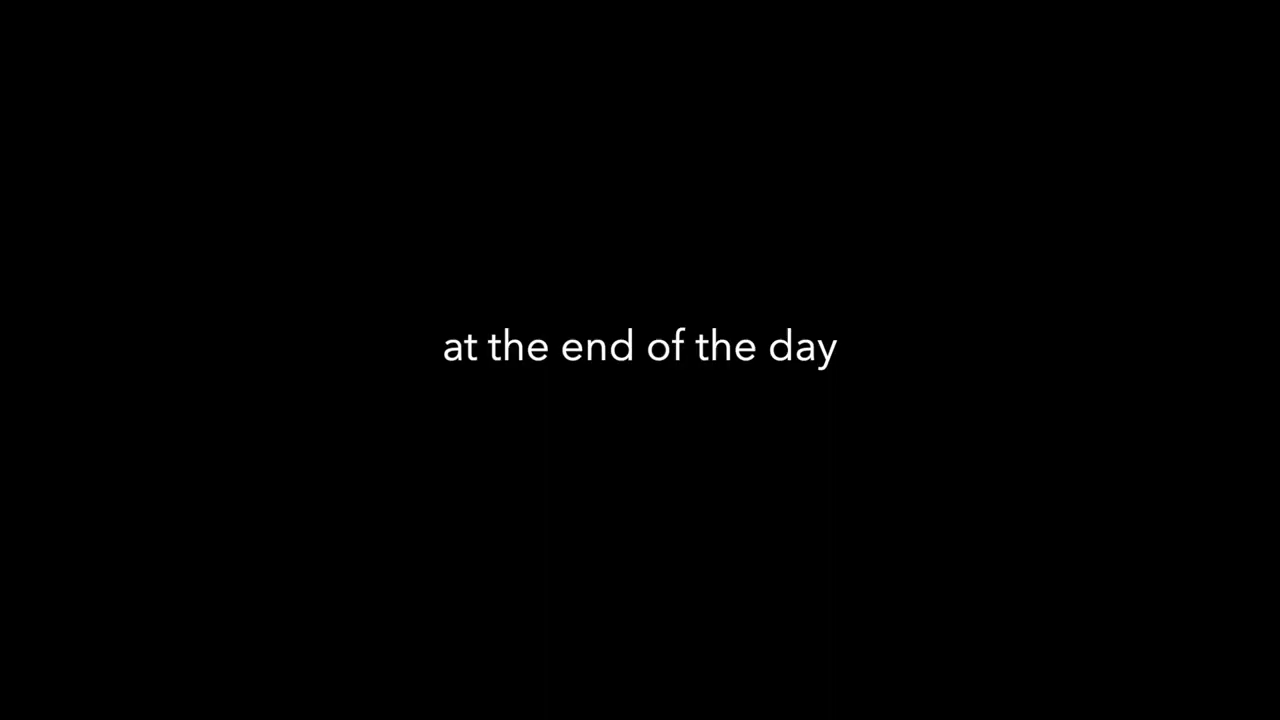 at the end of the day